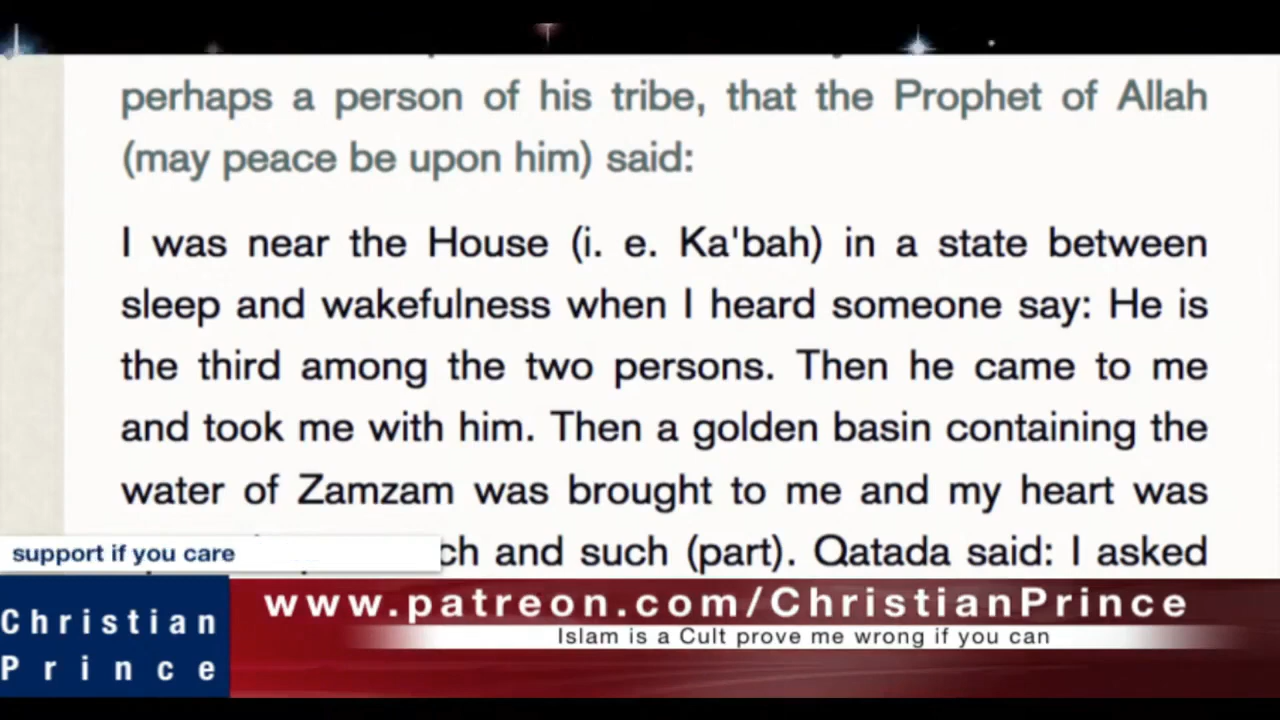 perhaps a person of his tribe, that the Prophet of Allah
(may peace be upon him) said:
I was near the House (i. e. Ka'bah) in a state between
sleep and wakefulness when I heard someone say: He is
the third among the two persons. Then he came to me
and took me with him. Then a golden basin containing the
water of Zamzam was brought to me and my heart was
ch and such (part). Qatada said: I asked
support if you care
Christian
Prince
www.patreon.com/ChristianPrince
Islam is a Cult prove me wrong if you can